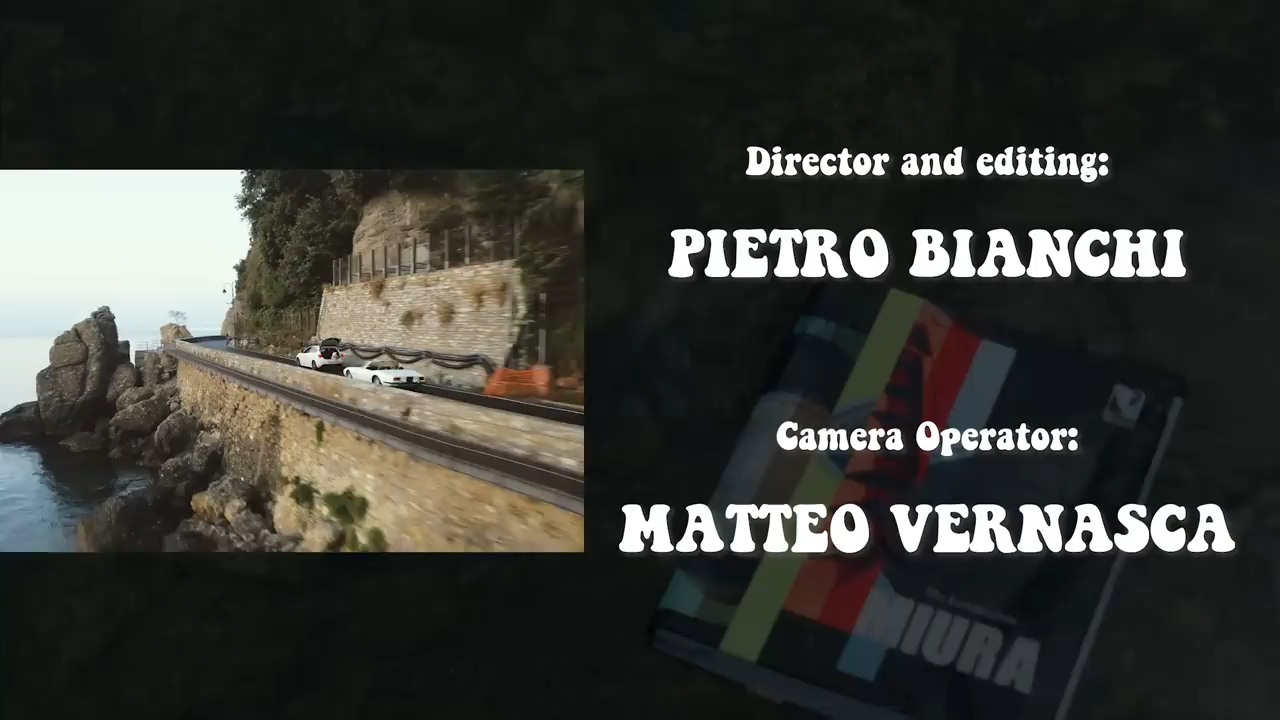 Director and editing:
PIETRO BIANCHI
Camera Operator:
MATTEO VERNASCA
MIURA